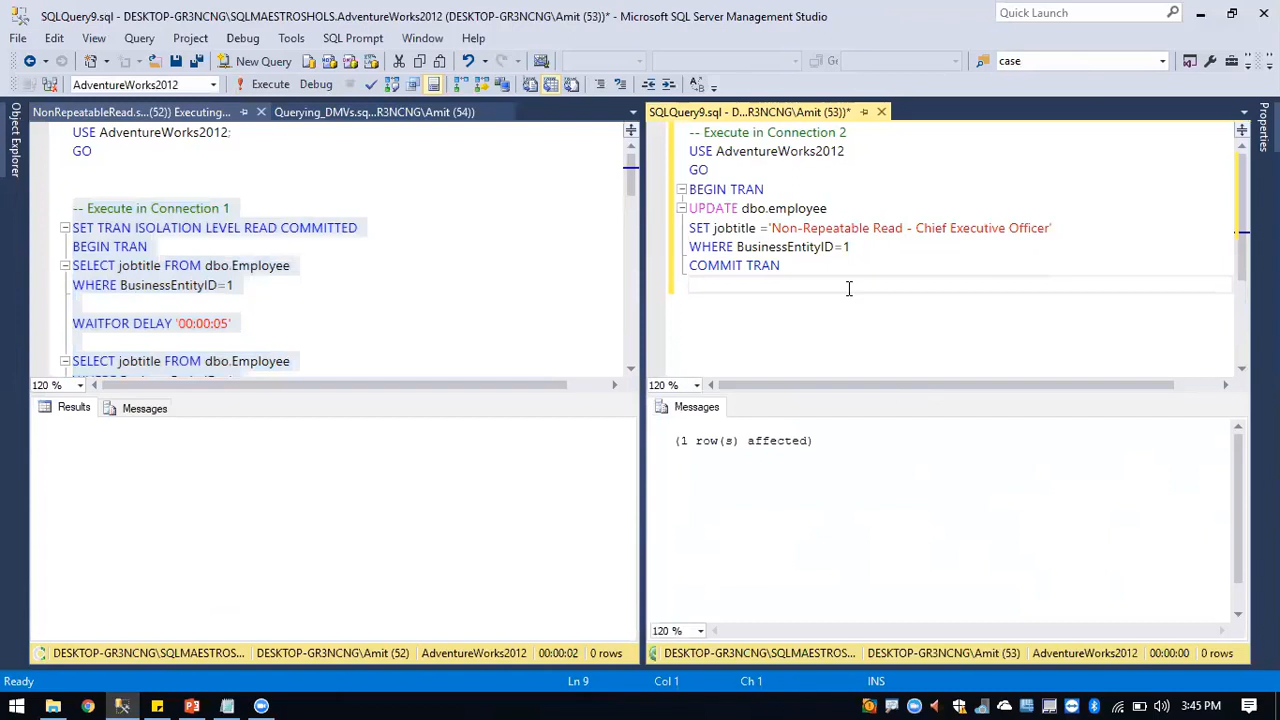 SQLQuery9.sql - DESKTOP-GR3NCNG\SQLMAESTROSHOLS.AdventureWorks2012 (DESKTOP-GR3NCNG\Amit (53))* - Microsoft SQL Server Management Studio
Quick Launch
File Edit View Query Project Debug Tools SQL Prompt Window Help
New Query
case
AdventureWorks2012
Execute Debug
Object Explorer
NonRepeatableRead.s...(52)) Executing...
Querying_DMVs.sq...R3NCNG\Amit (54))
USE AdventureWorks2012;
GO
-- Execute in Connection 1
SET TRAN ISOLATION LEVEL READ COMMITTED
BEGIN TRAN
SELECT jobtitle FROM dbo.Employee
WHERE BusinessEntityID=1
WAITFOR DELAY '00:00:05'
SELECT jobtitle FROM dbo.Employee
120 %
Results
Messages
DESKTOP-GR3NCNG\SQLMAESTROS... DESKTOP-GR3NCNG\Amit (52) AdventureWorks2012 00:00:02 0 rows
SQLQuery9.sql - D...R3NCNG\Amit (53))*
-- Execute in Connection 2
USE AdventureWorks2012
GO
BEGIN TRAN
UPDATE dbo.employee
SET jobtitle ='Non-Repeatable Read - Chief Executive Officer'
WHERE BusinessEntityID=1
COMMIT TRAN
120 %
Messages
(1 row(s) affected)
120 %
DESKTOP-GR3NCNG\SQLMAESTROS... DESKTOP-GR3NCNG\Amit (53) AdventureWorks2012 00:00:00 0 rows
Properties
Ready
Ln 9
Col 1
Ch 1
INS
3:45 PM